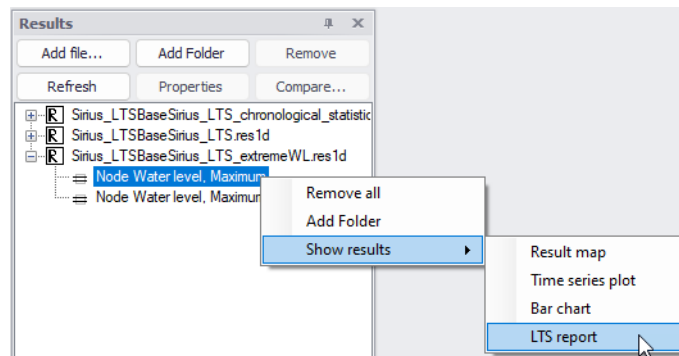 Results
Add file... Add Folder Remove
Refresh Properties Compare...
Sirius_LTSBaseSirius_LTS_chronological_statistic
Sirius_LTSBaseSirius_LTS.res1d
Sirius_LTSBaseSirius_LTS_extremeWL.res1d
Node Water level, Maximum
Node Water level, Maximum
Remove all
Add Folder
Show results
Result map
Time series plot
Bar chart
LTS report